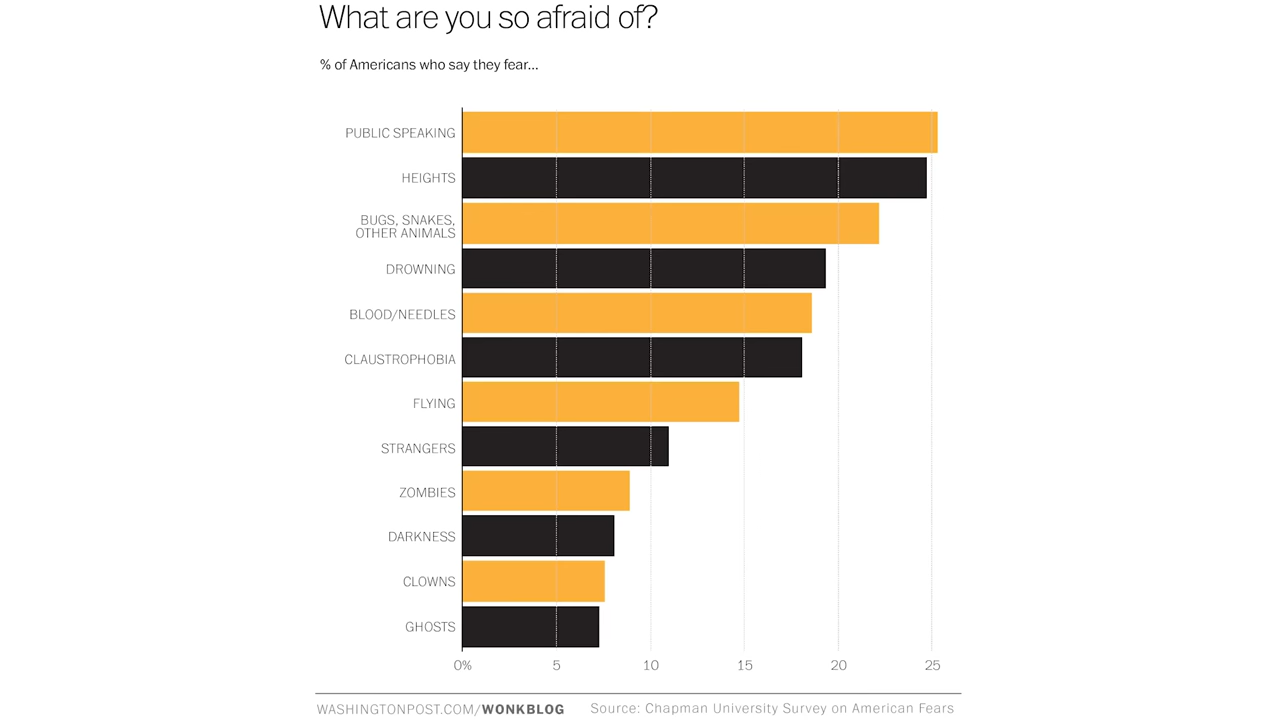 What are you so afraid of?
% of Americans who say they fear...
PUBLIC SPEAKING
HEIGHTS
BUGS, SNAKES,
OTHER ANIMALS
DROWNING
BLOOD/NEEDLES
CLAUSTROPHOBIA
FLYING
STRANGERS
ZOMBIES
DARKNESS
CLOWNS
GHOSTS
0% 5 10 15 20 25
WASHINGTONPOST.COM/WONKBLOG Source: Chapman University Survey on American Fears